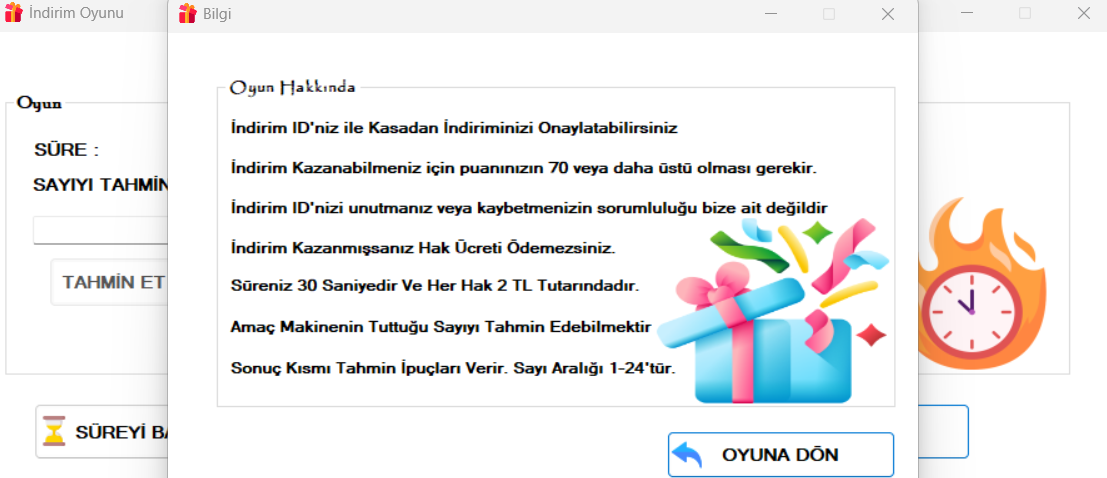 İndirim Oyunu
Bilgi
Oyun
SÜRE :
SAYIYI TAHMİN
TAHMİN ET
SÜREYİ BA
Oyun Hakkında
İndirim ID'niz ile Kasadan İndiriminizi Onaylatabilirsiniz
İndirim Kazanabilmeniz için puanınızın 70 veya daha üstü olması gerekir.
İndirim ID'nizi unutmanız veya kaybetmenizin sorumluluğu bize ait değildir
İndirim Kazanmışsanız Hak Ücreti Ödemezsiniz.
Süreniz 30 Saniyedir Ve Her Hak 2 TL Tutarındadır.
Amaç Makinenin Tuttuğu Sayıyı Tahmin Edebilmektir
Sonuç Kısmı Tahmin İpuçları Verir. Sayı Aralığı 1-24'tür.
OYUNA DÖN